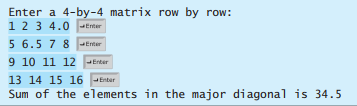 Enter a 4-by-4 matrix row by row:
1 2 3 4.0 ↵Enter
5 6.5 7 8 ↵Enter
9 10 11 12 ↵Enter
13 14 15 16 ↵Enter
Sum of the elements in the major diagonal is 34.5